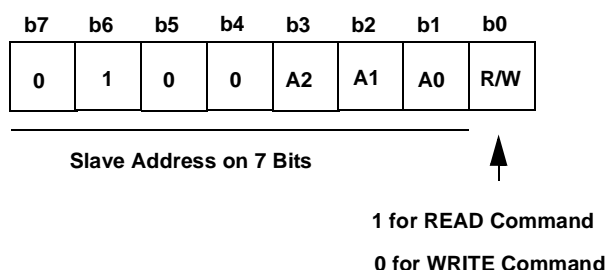 b7 b6 b5 b4 b3 b2 b1 b0
0 1 0 0 A2 A1 A0 R/W
Slave Address on 7 Bits
1 for READ Command
0 for WRITE Command